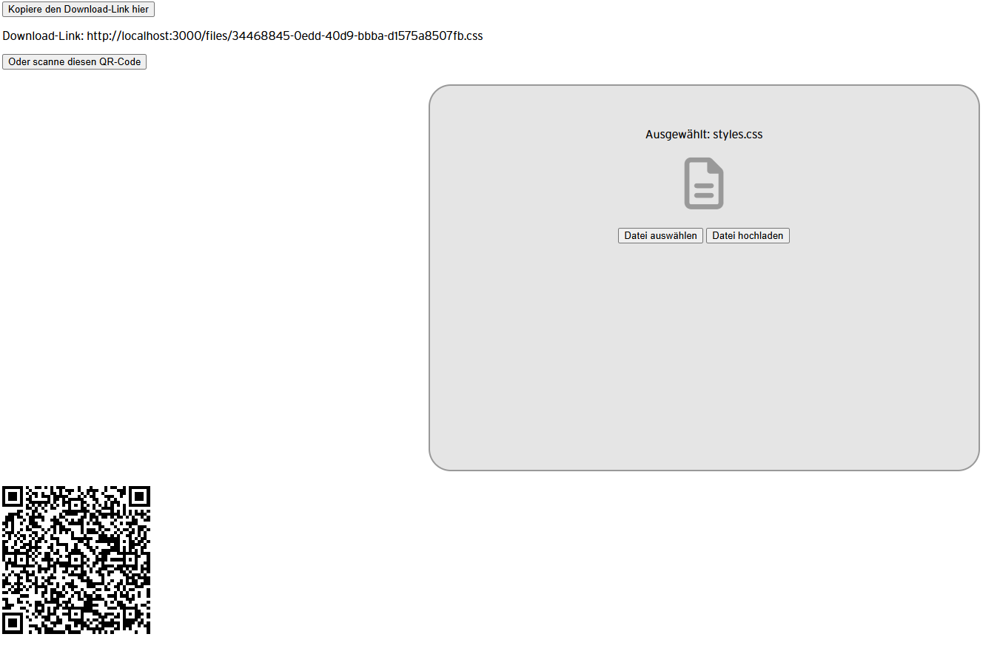 Kopiere den Download-Link hier
Download-Link: http://localhost:3000/files/34468845-0edd-40d9-bbba-d1575a8507fb.css
Oder scanne diesen QR-Code
Ausgewählt: styles.css
Datei auswählen Datei hochladen